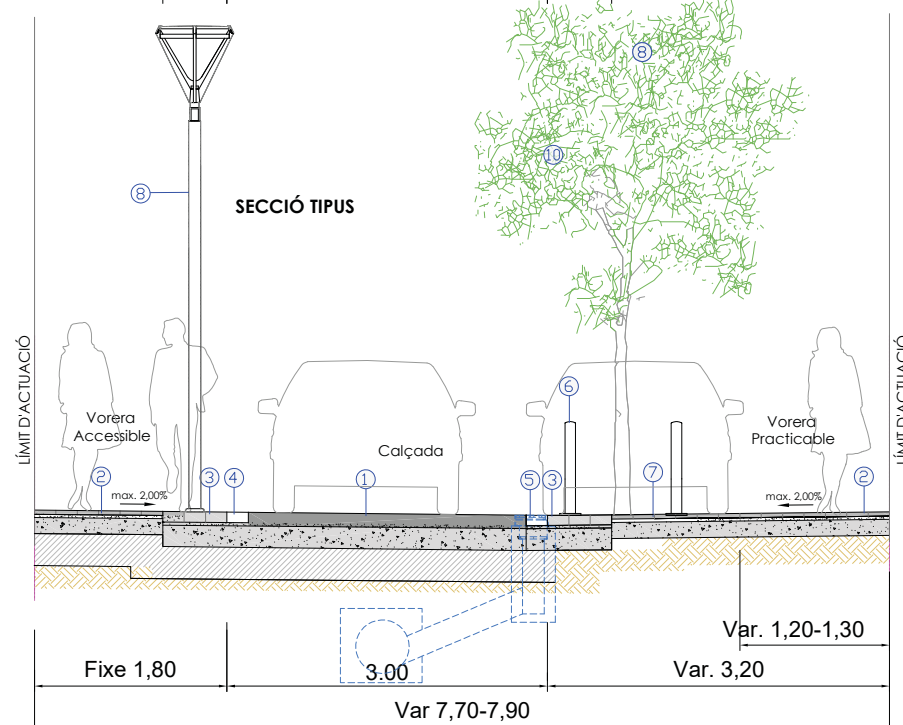 8
10
8
SECCIÓ TIPUS
LÍMIT D'ACTUACIÓ
LÍMIT D'ACTUACIÓ
6
Vorera
Accessible
Vorera
Practicable
Calçada
2
3
4
1
5
3
7
2
max. 2,00%
max. 2,00%
Var. 1,20-1,30
Fixe 1,80
3.00
Var. 3,20
Var 7,70-7,90